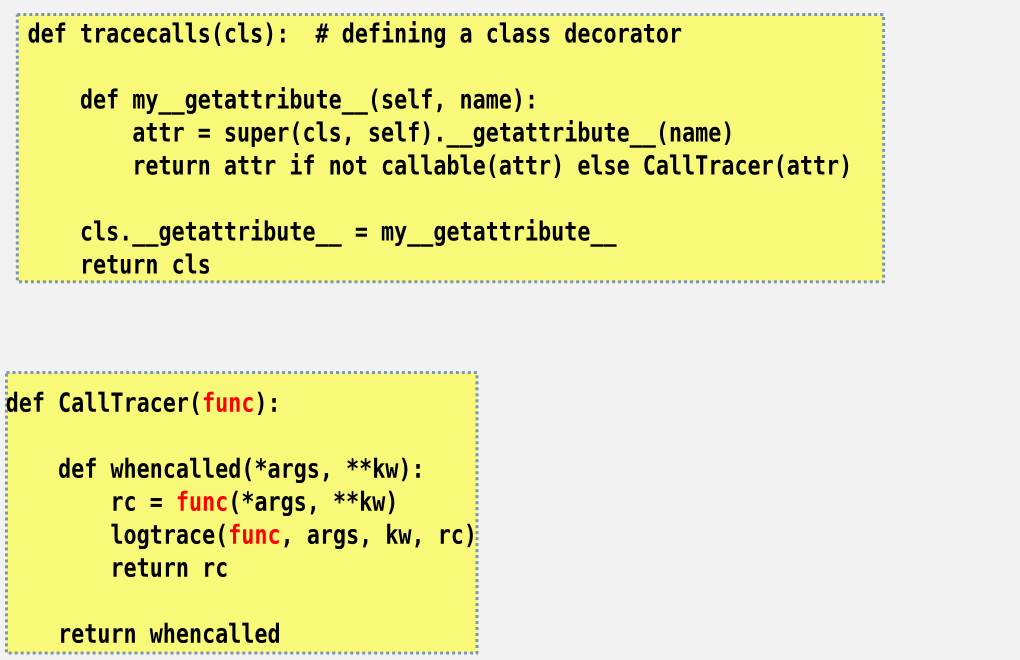 def tracecalls(cls):  # defining a class decorator
    def my__getattribute__(self, name):
        attr = super(cls, self).__getattribute__(name)
        return attr if not callable(attr) else CallTracer(attr)
    cls.__getattribute__ = my__getattribute__
    return cls
def CallTracer(func):
    def whencalled(*args, **kw):
        rc = func(*args, **kw)
        logtrace(func, args, kw, rc)
        return rc
    return whencalled